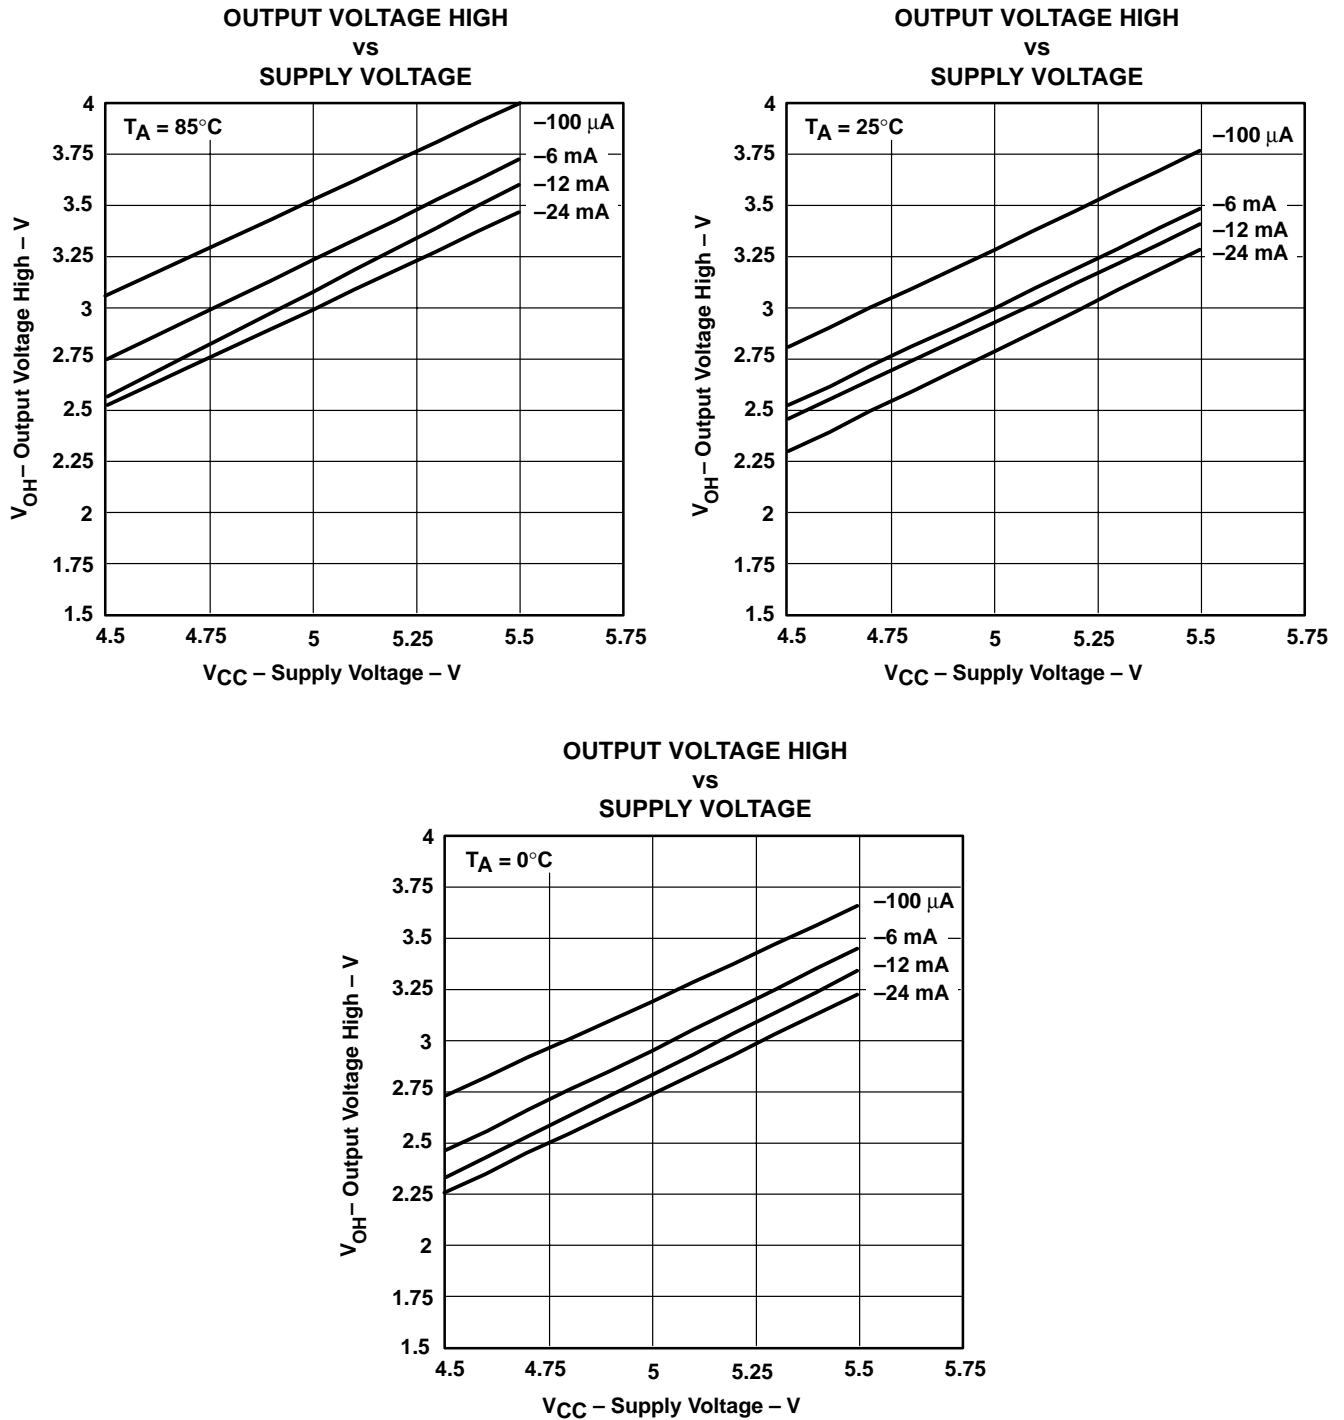 OUTPUT VOLTAGE HIGH
vs
SUPPLY VOLTAGE
T_A = 85°C
–100 μA
–6 mA
–12 mA
–24 mA
4
3.75
3.5
3.25
3
2.75
2.5
2.25
2
1.75
1.5
4.5 4.75 5 5.25 5.5 5.75
V_OH – Output Voltage High – V
V_CC – Supply Voltage – V
OUTPUT VOLTAGE HIGH
vs
SUPPLY VOLTAGE
T_A = 25°C
–100 μA
–6 mA
–12 mA
–24 mA
4
3.75
3.5
3.25
3
2.75
2.5
2.25
2
1.75
1.5
4.5 4.75 5 5.25 5.5 5.75
V_OH – Output Voltage High – V
V_CC – Supply Voltage – V
OUTPUT VOLTAGE HIGH
vs
SUPPLY VOLTAGE
T_A = 0°C
–100 μA
–6 mA
–12 mA
–24 mA
4
3.75
3.5
3.25
3
2.75
2.5
2.25
2
1.75
1.5
4.5 4.75 5 5.25 5.5 5.75
V_OH – Output Voltage High – V
V_CC – Supply Voltage – V